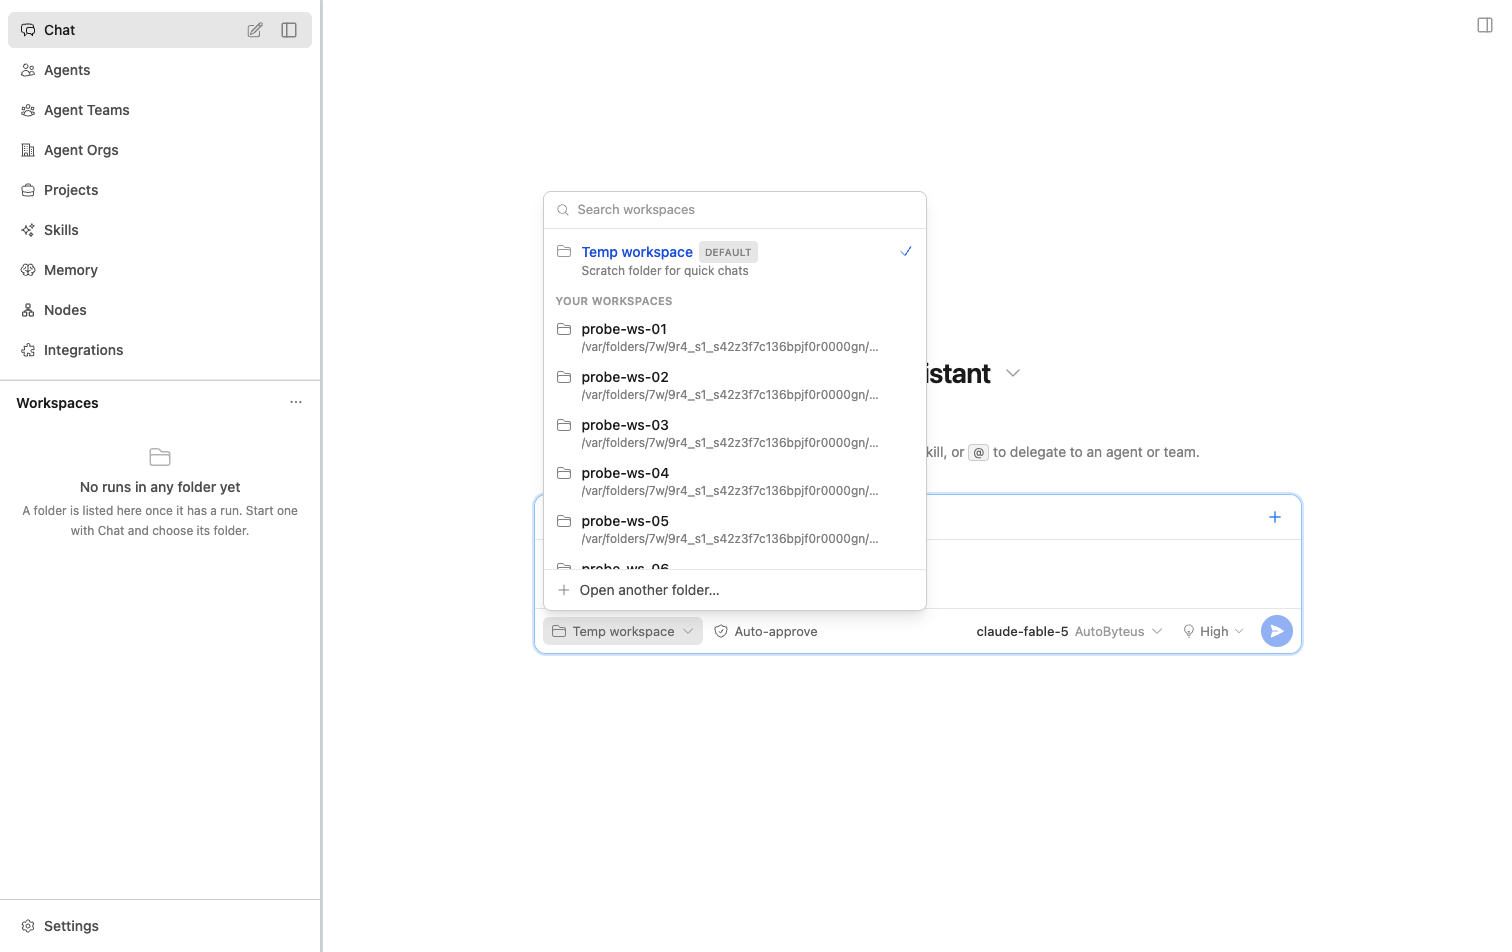 Chat
Agents
Agent Teams
Agent Orgs
Projects
Skills
Memory
Nodes
Integrations
Workspaces
No runs in any folder yet
A folder is listed here once it has a run. Start one
with Chat and choose its folder.
Settings
Search workspaces
Temp workspace DEFAULT
Scratch folder for quick chats
YOUR WORKSPACES
probe-ws-01
/var/folders/7w/9r4_s1_s42z3f7c136bpjf0r0000gn/...
probe-ws-02
/var/folders/7w/9r4_s1_s42z3f7c136bpjf0r0000gn/...
probe-ws-03
/var/folders/7w/9r4_s1_s42z3f7c136bpjf0r0000gn/...
probe-ws-04
/var/folders/7w/9r4_s1_s42z3f7c136bpjf0r0000gn/...
probe-ws-05
/var/folders/7w/9r4_s1_s42z3f7c136bpjf0r0000gn/...
probe-ws-06
Open another folder...
istant
kill, or @ to delegate to an agent or team.
Temp workspace
Auto-approve
claude-fable-5 AutoByteus
High